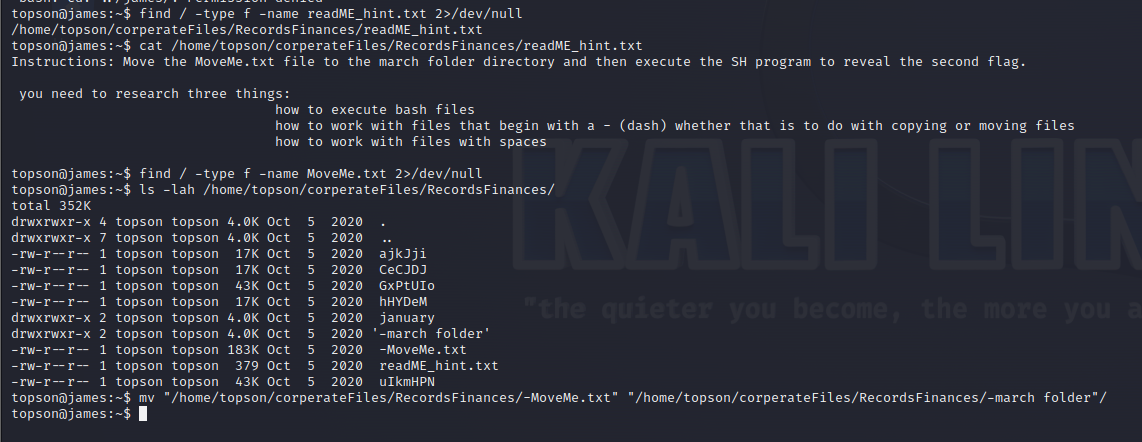 -bash: cd: /james/: Permission denied
topson@james:~$ find / -type f -name readME_hint.txt 2>/dev/null
/home/topson/corperateFiles/RecordsFinances/readME_hint.txt
topson@james:~$ cat /home/topson/corperateFiles/RecordsFinances/readME_hint.txt
Instructions: Move the MoveMe.txt file to the march folder directory and then execute the SH program to reveal the second flag.
you need to research three things:
how to execute bash files
how to work with files that begin with a - (dash) whether that is to do with copying or moving files
how to work with files with spaces
topson@james:~$ find / -type f -name MoveMe.txt 2>/dev/null
topson@james:~$ ls -lah /home/topson/corperateFiles/RecordsFinances/
total 352K
drwxrwxr-x 4 topson topson 4.0K Oct  5  2020  .
drwxrwxr-x 7 topson topson 4.0K Oct  5  2020  ..
-rw-r--r-- 1 topson topson  17K Oct  5  2020  ajkJji
-rw-r--r-- 1 topson topson  17K Oct  5  2020  CeCJDJ
-rw-r--r-- 1 topson topson  43K Oct  5  2020  GxPtUIo
-rw-r--r-- 1 topson topson  17K Oct  5  2020  hHYDeM
drwxrwxr-x 2 topson topson 4.0K Oct  5  2020  january
drwxrwxr-x 2 topson topson 4.0K Oct  5  2020 '-march folder'
-rw-r--r-- 1 topson topson 183K Oct  5  2020  -MoveMe.txt
-rw-r--r-- 1 topson topson  379 Oct  5  2020  readME_hint.txt
-rw-r--r-- 1 topson topson  43K Oct  5  2020  uIkmHPN
topson@james:~$ mv "/home/topson/corperateFiles/RecordsFinances/-MoveMe.txt" "/home/topson/corperateFiles/RecordsFinances/-march folder"/
topson@james:~$
KALI LIN
"the quieter you become, the more you a